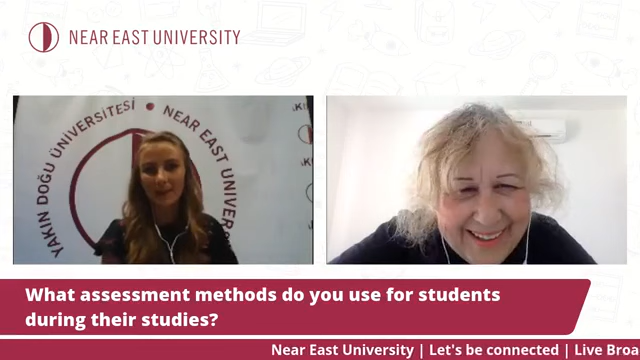 NEAR EAST UNIVERSITY
YAKIN DOĞU ÜNİVERSİTESİ • NEAR EAST UNIVERS
What assessment methods do you use for students
during their studies?
Near East University | Let's be connected | Live Broa